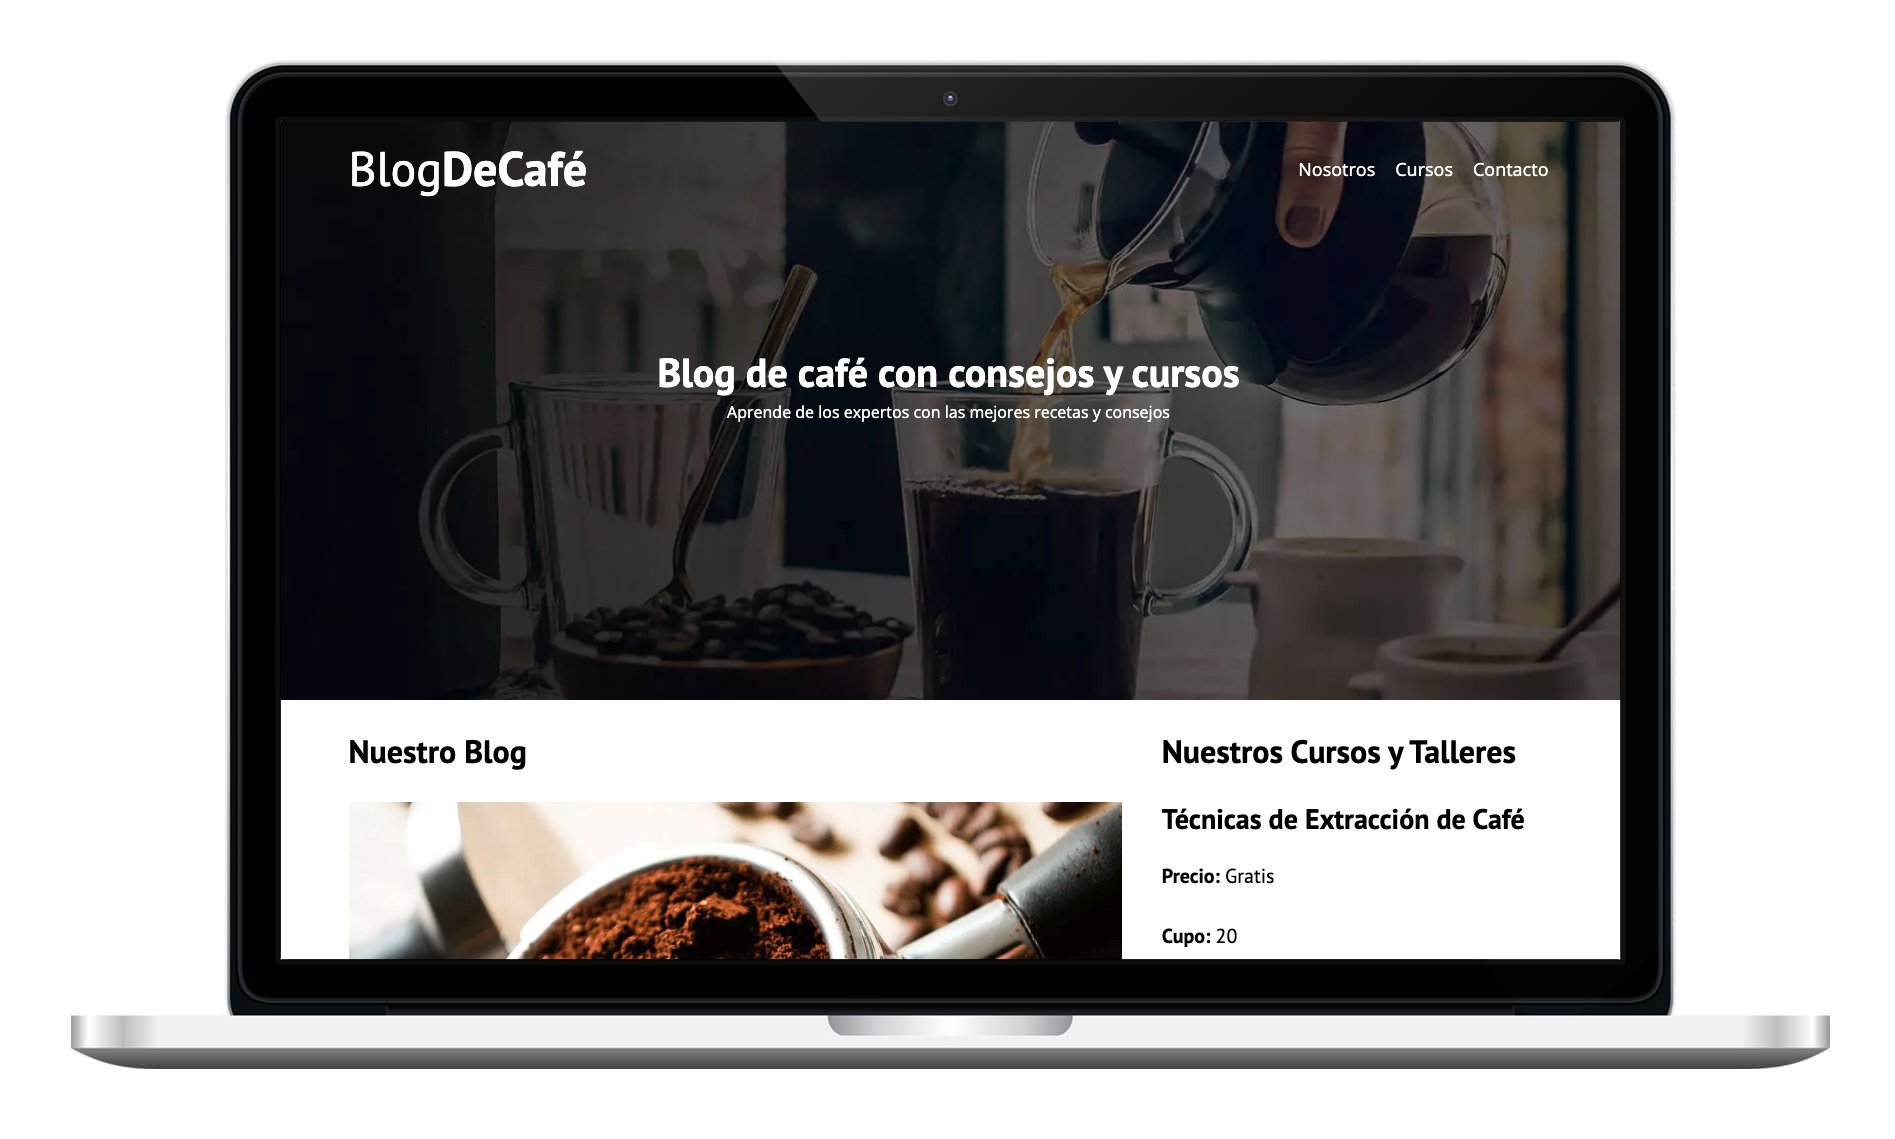 BlogDeCafé
Nosotros Cursos Contacto
Blog de café con consejos y cursos
Aprende de los expertos con las mejores recetas y consejos
Nuestro Blog
Nuestros Cursos y Talleres
Técnicas de Extracción de Café
Precio: Gratis
Cupo: 20